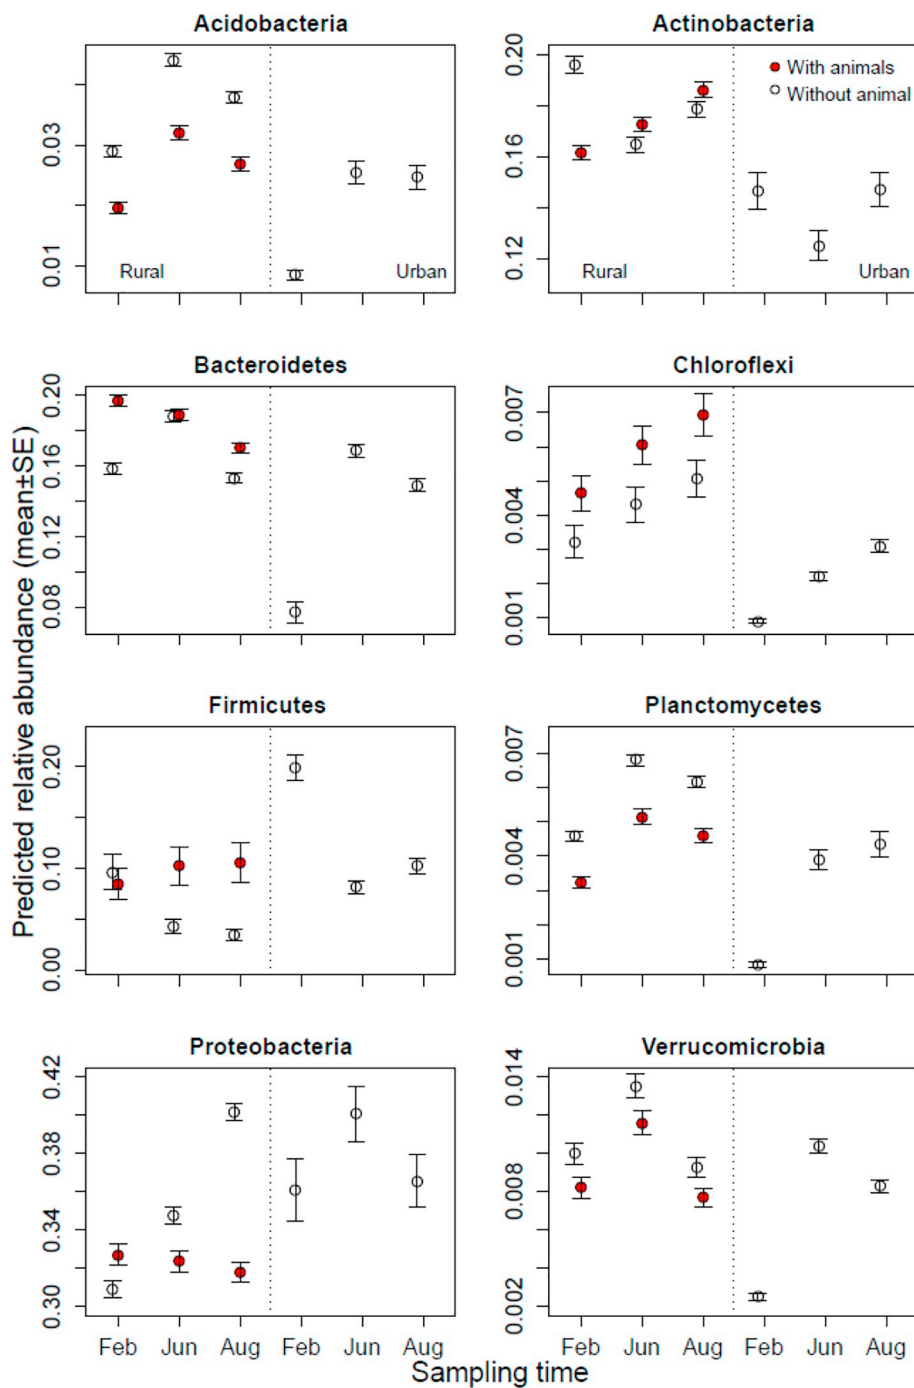 Acidobacteria
0.03
0.01
Rural
Urban
Actinobacteria
0.20
0.16
0.12
With animals
Without animal
Rural
Urban
Bacteroidetes
0.20
0.16
0.12
0.08
Chloroflexi
0.007
0.004
0.001
Firmicutes
0.20
0.10
0.00
Planctomycetes
0.007
0.004
0.001
Proteobacteria
0.42
0.38
0.34
0.30
Feb Jun Aug Feb Jun Aug
Verrucomicrobia
0.014
0.008
0.002
Feb Jun Aug Feb Jun Aug
Predicted relative abundance (mean±SE)
Sampling time